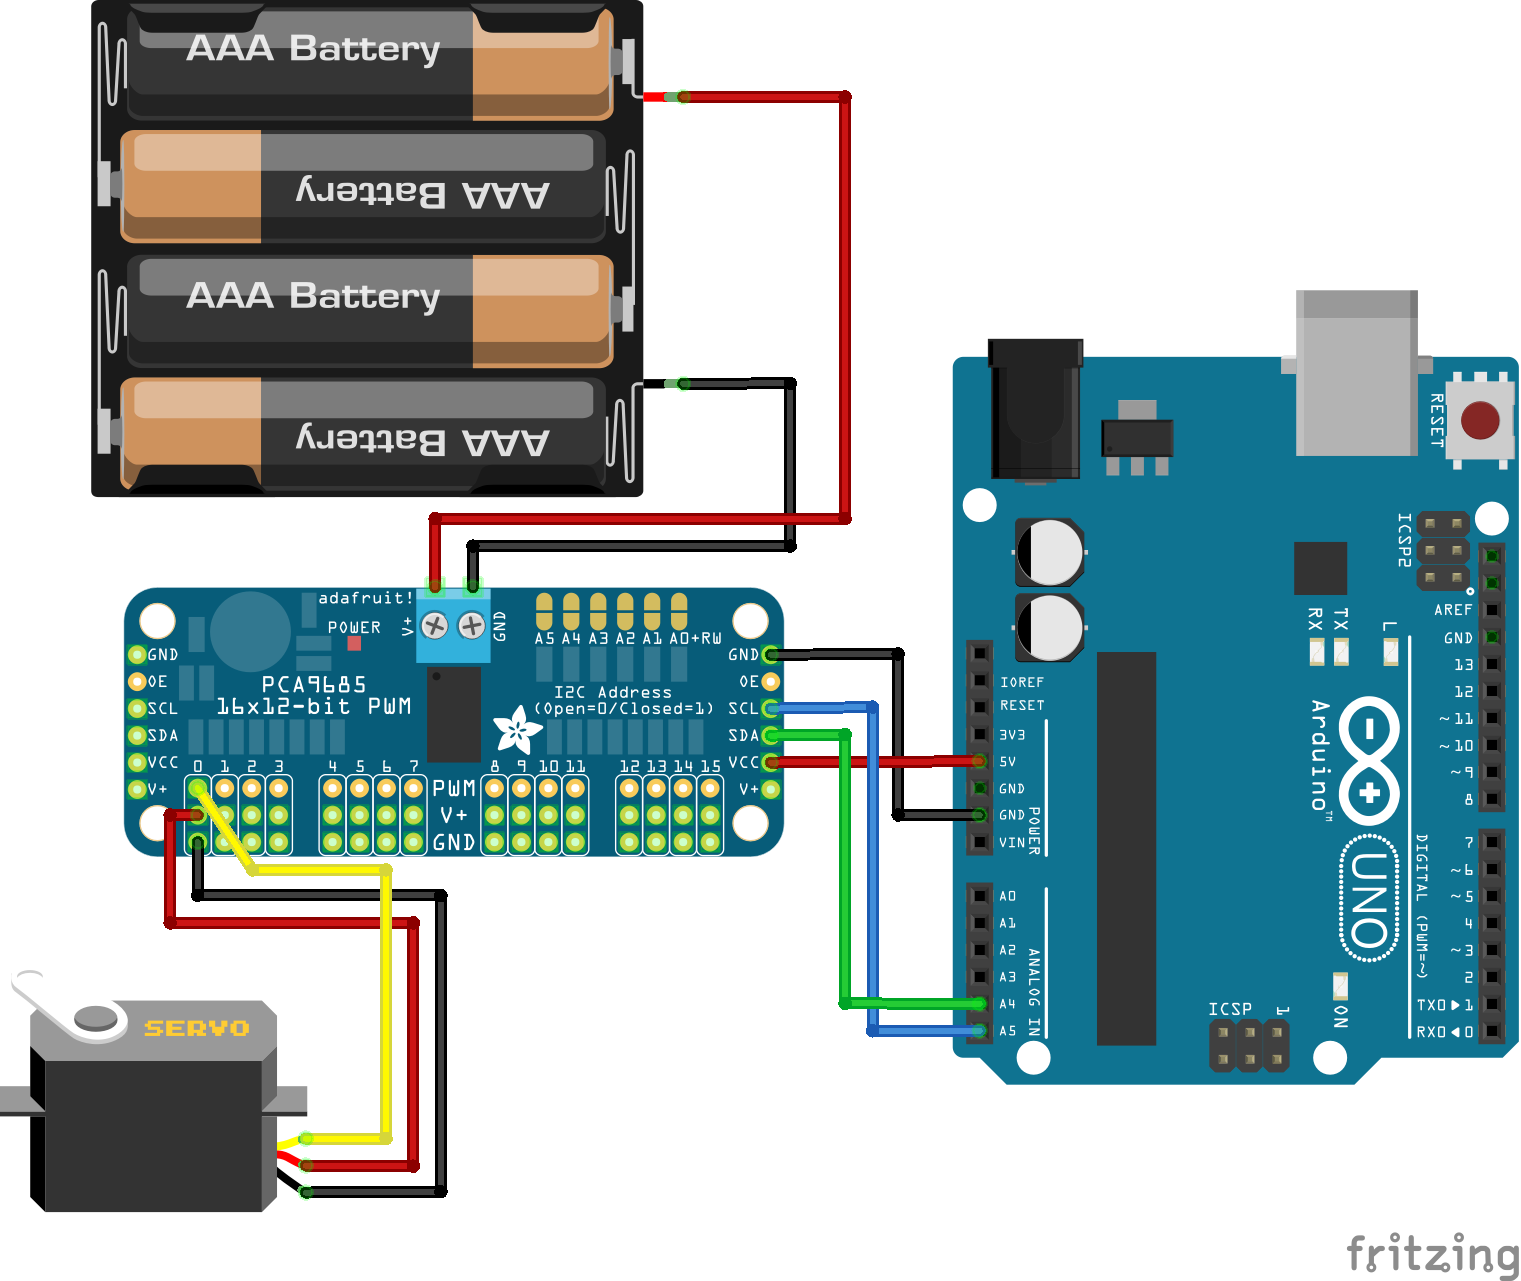 AAA Battery
AAA Battery
AAA Battery
AAA Battery
adafruit!
POWER
V+
GND
A5 A4 A3 A2 A1 A0+RW
GND
OE
SCL
SDA
VCC
V+
PCA9685
16x12-bit PWM
I2C Address
(Open=0/Closed=1)
GND
OE
SCL
SDA
VCC
V+
0 1 2 3 4 5 6 7 8 9 10 11 12 13 14 15
PWM
V+
GND
SERVO
RESET
ICSP2
RX
TX
L
AREF
GND
13
12
~11
~10
~9
8
7
~6
~5
4
~3
2
TX0▶1
RX0◀0
IOREF
RESET
3V3
5V
GND
GND
VIN
POWER
A0
A1
A2
A3
A4
A5
ANALOG IN
Arduino™
UNO
DIGITAL (PWM=~)
ICSP
1
ON
fritzing